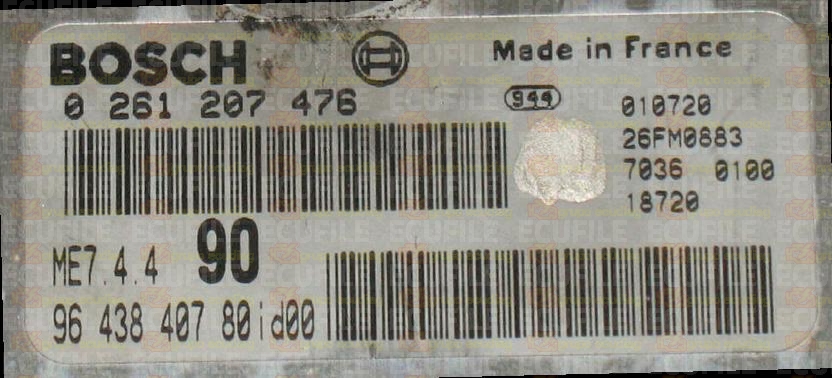 BOSCH Made in France
0 261 207 476 944 010720
26FM0883
7036 0100
18720
ME7.4.4 90
96 438 407 80 id00
ECUFILE